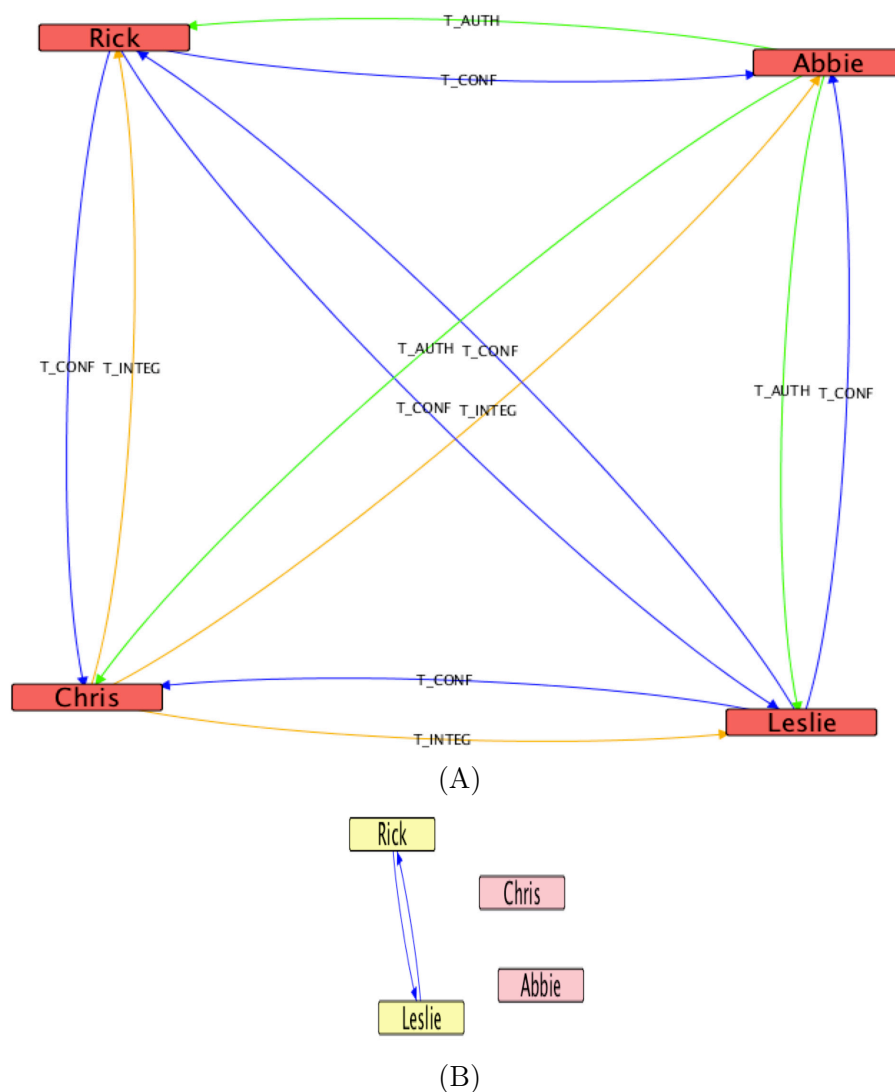 T_AUTH
Rick
Abbie
T_CONF
T_AUTH T_CONF
T_CONF T_INTEG
T_CONF T_INTEG
T_AUTH T_CONF
T_CONF
Chris
Leslie
T_INTEG
(A)
Rick
Chris
Abbie
Leslie
(B)